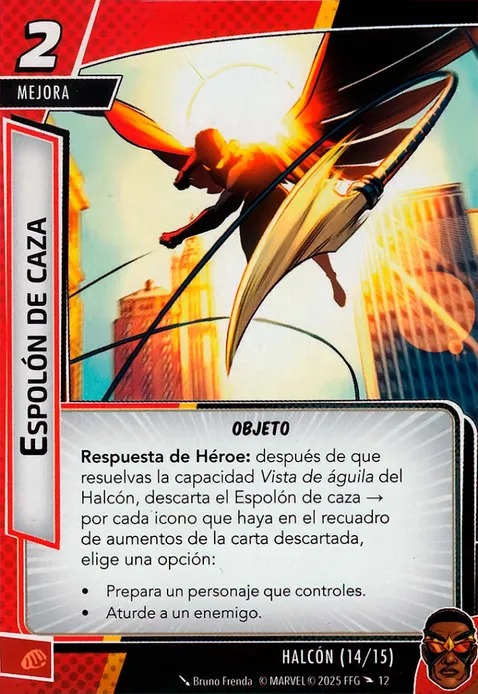 2
MEJORA
ESPOLÓN DE CAZA
OBJETO
Respuesta de Héroe: después de que
resuelvas la capacidad Vista de águila del
Halcón, descarta el Espolón de caza →
por cada icono que haya en el recuadro
de aumentos de la carta descartada,
elige una opción:
• Prepara un personaje que controles.
• Aturde a un enemigo.
HALCÓN (14/15)
Bruno Frenda © MARVEL © 2025 FFG 12